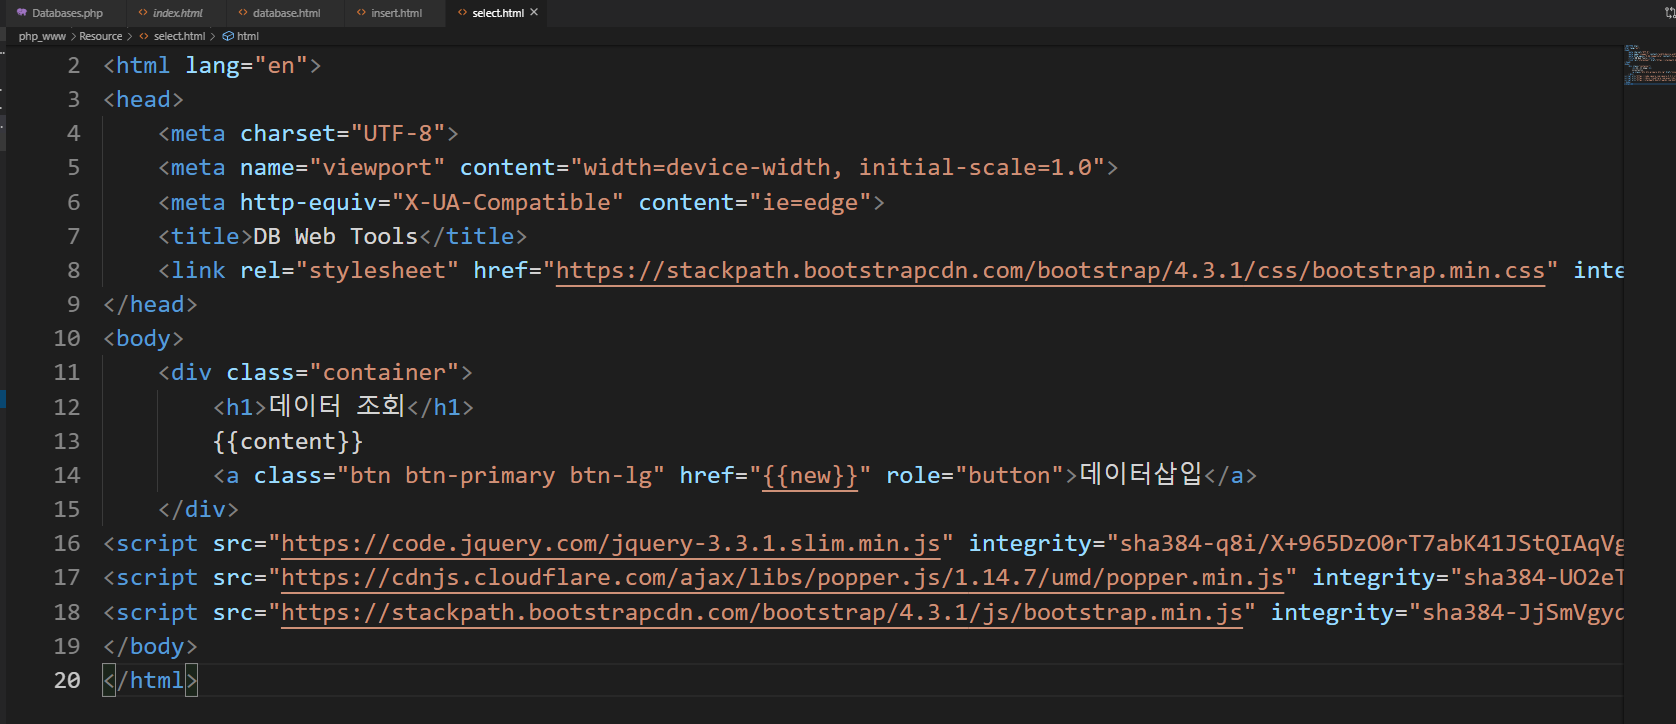 Databases.php index.html database.html insert.html select.html ×
php_www > Resource > select.html > html
2 <html lang="en">
3 <head>
4 <meta charset="UTF-8">
5 <meta name="viewport" content="width=device-width, initial-scale=1.0">
6 <meta http-equiv="X-UA-Compatible" content="ie=edge">
7 <title>DB Web Tools</title>
8 <link rel="stylesheet" href="https://stackpath.bootstrapcdn.com/bootstrap/4.3.1/css/bootstrap.min.css" inte
9 </head>
10 <body>
11 <div class="container">
12 <h1>데이터 조회</h1>
13 {{content}}
14 <a class="btn btn-primary btn-lg" href="{{new}}" role="button">데이터삽입</a>
15 </div>
16 <script src="https://code.jquery.com/jquery-3.3.1.slim.min.js" integrity="sha384-q8i/X+965DzO0rT7abK41JStQIAqVg
17 <script src="https://cdnjs.cloudflare.com/ajax/libs/popper.js/1.14.7/umd/popper.min.js" integrity="sha384-UO2eT
18 <script src="https://stackpath.bootstrapcdn.com/bootstrap/4.3.1/js/bootstrap.min.js" integrity="sha384-JjSmVgyd
19 </body>
20 </html>